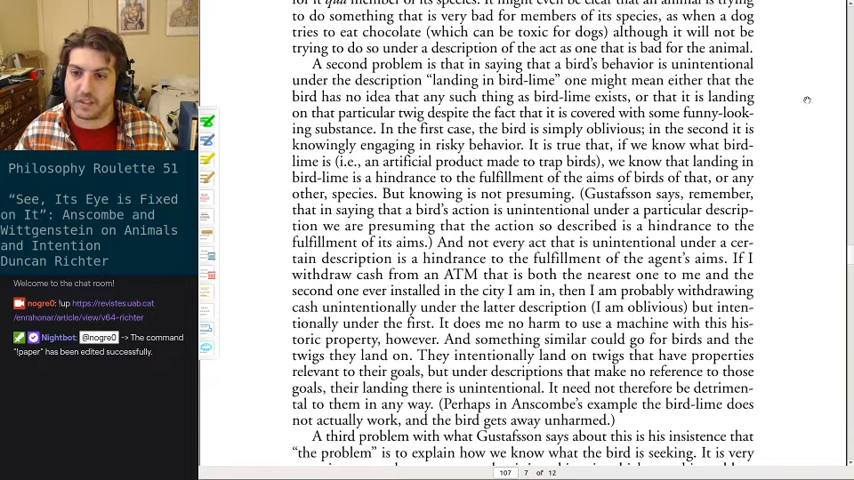 for it qua member of its species. It might even be clear that an animal is trying
to do something that is very bad for members of its species, as when a dog
tries to eat chocolate (which can be toxic for dogs) although it will not be
trying to do so under a description of the act as one that is bad for the animal.
A second problem is that in saying that a bird's behavior is unintentional
under the description “landing in bird-lime” one might mean either that the
bird has no idea that any such thing as bird-lime exists, or that it is landing
on that particular twig despite the fact that it is covered with some funny-look-
ing substance. In the first case, the bird is simply oblivious; in the second it is
knowingly engaging in risky behavior. It is true that, if we know what bird-
lime is (i.e., an artificial product made to trap birds), we know that landing in
bird-lime is a hindrance to the fulfillment of the aims of birds of that, or any
other, species. But knowing is not presuming. (Gustafsson says, remember,
that in saying that a bird's action is unintentional under a particular descrip-
tion we are presuming that the action so described is a hindrance to the
fulfillment of its aims.) And not every act that is unintentional under a cer-
tain description is a hindrance to the fulfillment of the agent's aims. If I
withdraw cash from an ATM that is both the nearest one to me and the
second one ever installed in the city I am in, then I am probably withdrawing
cash unintentionally under the latter description (I am oblivious) but inten-
tionally under the first. It does me no harm to use a machine with this his-
toric property, however. And something similar could go for birds and the
twigs they land on. They intentionally land on twigs that have properties
relevant to their goals, but under descriptions that make no reference to those
goals, their landing there is unintentional. It need not therefore be detrimen-
tal to them in any way. (Perhaps in Anscombe's example the bird-lime does
not actually work, and the bird gets away unharmed.)
A third problem with what Gustafsson says about this is his insistence that
“the problem” is to explain how we know what the bird is seeking. It is very
107 7 of 12
Philosophy Roulette 51
“See, Its Eye is Fixed
on It”: Anscombe and
Wittgenstein on Animals
and Intention
Duncan Richter
Welcome to the chat room!
nogre0: !up https://revistes.uab.cat
/enrahonar/article/view/v64-richter
Nightbot: @nogre0 -> The command
"!paper" has been edited successfully.